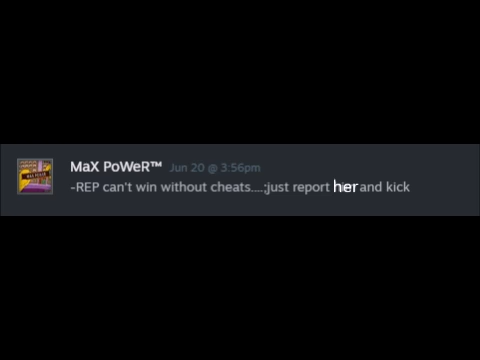 MaX PoWeR™ Jun 20 @ 3:56pm
-REP can't win without cheats....;just report her and kick